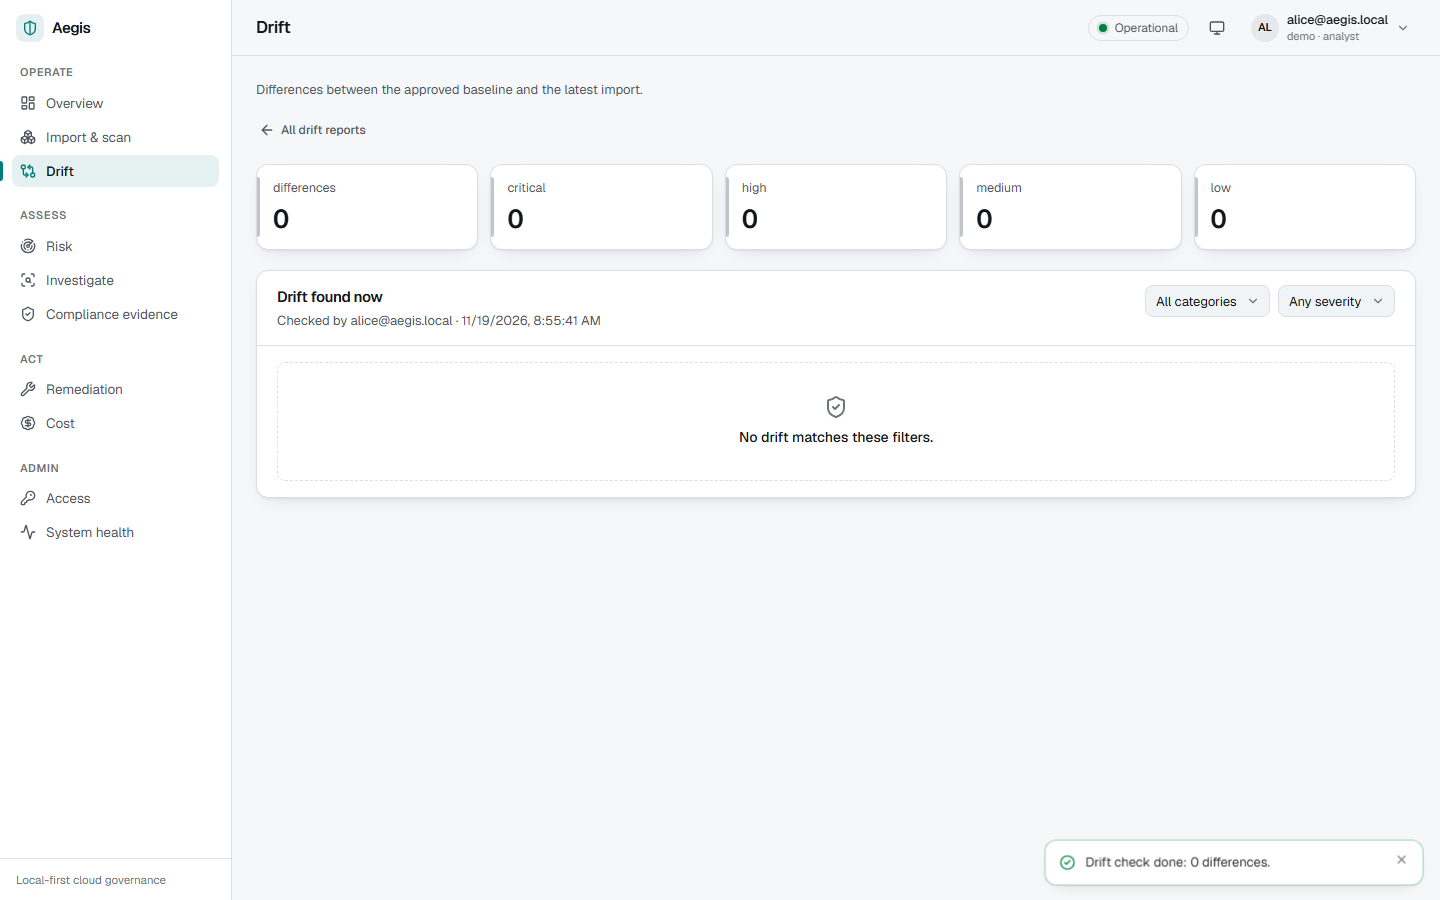 Aegis
OPERATE
Overview
Import & scan
Drift
ASSESS
Risk
Investigate
Compliance evidence
ACT
Remediation
Cost
ADMIN
Access
System health
Local-first cloud governance
Drift
Operational
AL
alice@aegis.local
demo · analyst
Differences between the approved baseline and the latest import.
All drift reports
differences
0
critical
0
high
0
medium
0
low
0
Drift found now
Checked by alice@aegis.local · 11/19/2026, 8:55:41 AM
All categories
Any severity
No drift matches these filters.
Drift check done: 0 differences.